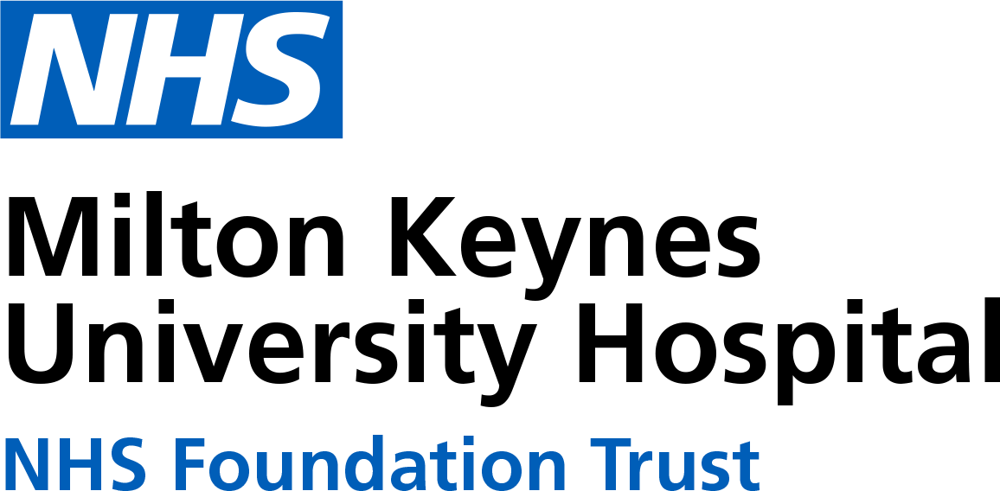 NHS
Milton Keynes
University Hospital
NHS Foundation Trust